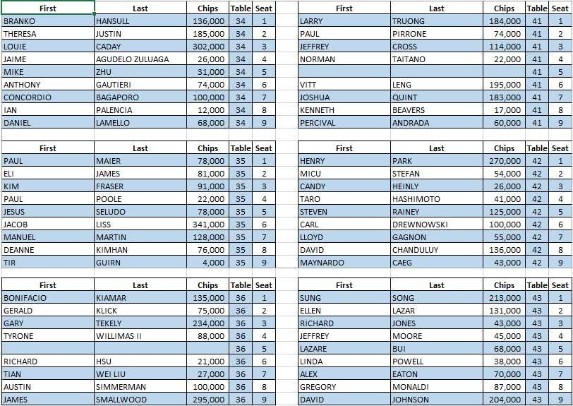 First Last Chips Table Seat
BRANKO HANSULL 136,000 34 1
THERESA JUSTIN 185,000 34 2
LOUIE CADAY 302,000 34 3
JAIME AGUDELO ZULUAGA 26,000 34 4
MIKE ZHU 31,000 34 5
ANTHONY GAUTIERI 74,000 34 6
CONCORDIO BAGAPORO 100,000 34 7
IAN PALENCIA 12,000 34 8
DANIEL LAMELLO 68,000 34 9
First Last Chips Table Seat
LARRY TRUONG 184,000 41 1
PAUL PIRRONE 74,000 41 2
JEFFREY CROSS 114,000 41 3
NORMAN TAITANO 22,000 41 4
41 5
VITT LENG 195,000 41 6
JOSHUA QUINT 183,000 41 7
KENNETH BEAVERS 17,000 41 8
PERCIVAL ANDRADA 60,000 41 9
First Last Chips Table Seat
PAUL MAIER 78,000 35 1
ELI JAMES 81,000 35 2
KIM FRASER 91,000 35 3
PAUL POOLE 22,000 35 4
JESUS SELUDO 78,000 35 5
JACOB LISS 341,000 35 6
MANUEL MARTIN 128,000 35 7
DEANNE KIMHAN 76,000 35 8
TIR GUIRN 4,000 35 9
First Last Chips Table Seat
HENRY PARK 270,000 42 1
MICU STEFAN 54,000 42 2
CANDY HEINLY 26,000 42 3
TARO HASHIMOTO 41,000 42 4
STEVEN RAINEY 125,000 42 5
CARL DREWNOWSKI 100,000 42 6
LLOYD GAGNON 55,000 42 7
DAVID CHANDULUY 136,000 42 8
MAYNARDO CAEG 43,000 42 9
First Last Chips Table Seat
BONIFACIO KIAMAR 135,000 36 1
GERALD KLICK 75,000 36 2
GARY TEKELY 234,000 36 3
TYRONE WILLIMAS II 88,000 36 4
36 5
RICHARD HSU 21,000 36 6
TIAN WEI LIU 27,000 36 7
AUSTIN SIMMERMAN 100,000 36 8
JAMES SMALLWOOD 295,000 36 9
First Last Chips Table Seat
SUNG SONG 213,000 43 1
ELLEN LAZAR 131,000 43 2
RICHARD JONES 43,000 43 3
JEFFREY MOORE 45,000 43 4
LAZARE BUI 68,000 43 5
LINDA POWELL 38,000 43 6
ALEX EATON 70,000 43 7
GREGORY MONALDI 87,000 43 8
DAVID JOHNSON 204,000 43 9